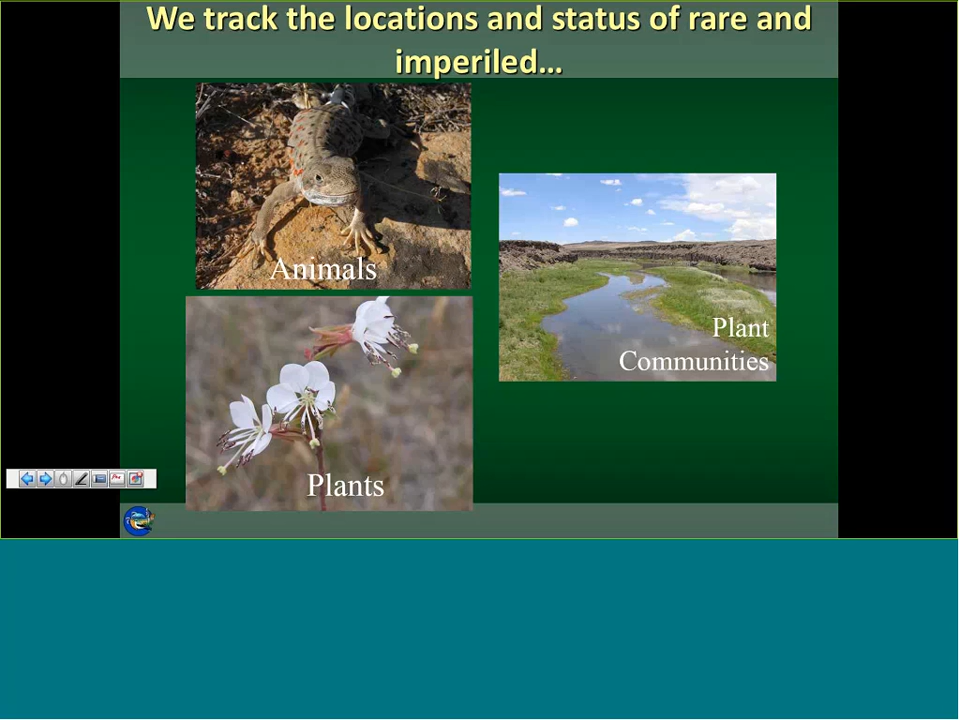 We track the locations and status of rare and
imperiled…
Animals
Plant
Communities
Plants